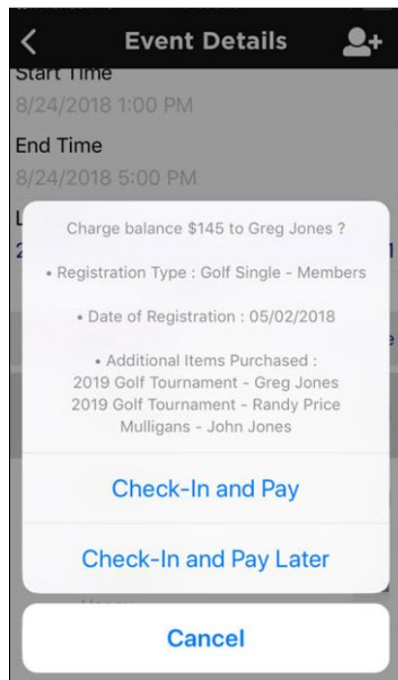 Event Details
Start Time
8/24/2018 1:00 PM
End Time
8/24/2018 5:00 PM
Charge balance $145 to Greg Jones ?
• Registration Type : Golf Single - Members
• Date of Registration : 05/02/2018
• Additional Items Purchased :
2019 Golf Tournament - Greg Jones
2019 Golf Tournament - Randy Price
Mulligans - John Jones
Check-In and Pay
Check-In and Pay Later
Cancel